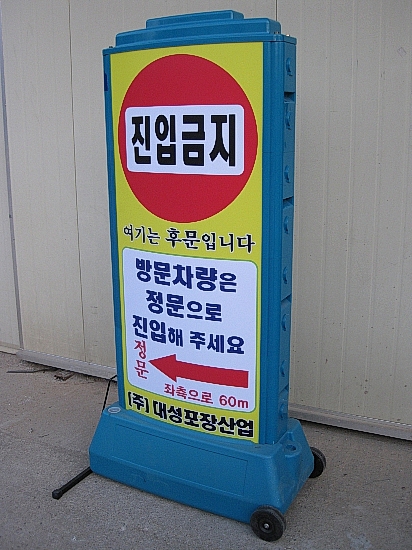 진입금지
여기는 후문입니다
방문차량은
정문으로
진입해 주세요
정문
좌측으로 60m
(주) 대성포장산업